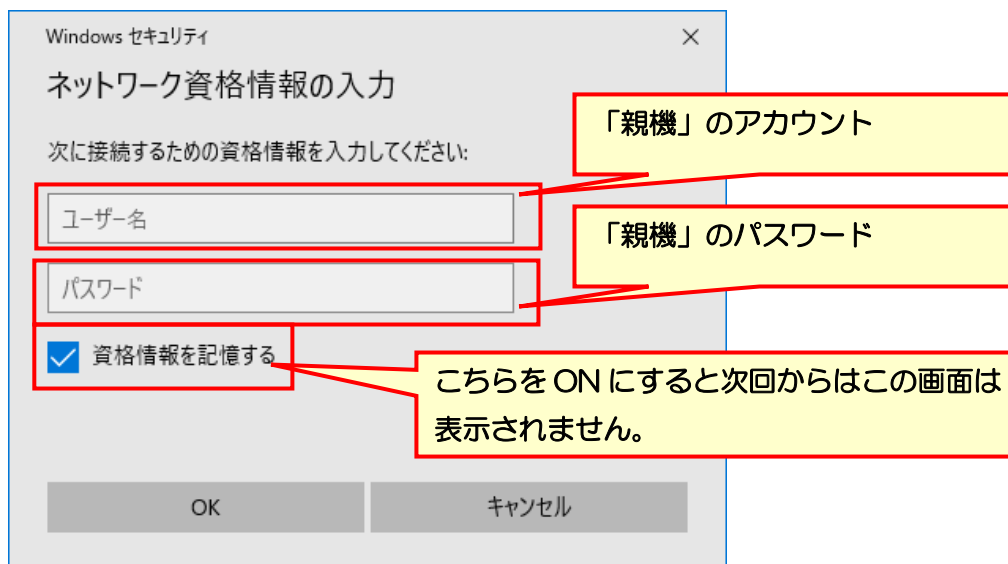 Windows セキュリティ
ネットワーク資格情報の入力
次に接続するための資格情報を入力してください:
ユーザー名
パスワード
資格情報を記憶する
OK
キャンセル
「親機」のアカウント
「親機」のパスワード
こちらを ON にすると次回からはこの画面は
表示されません。